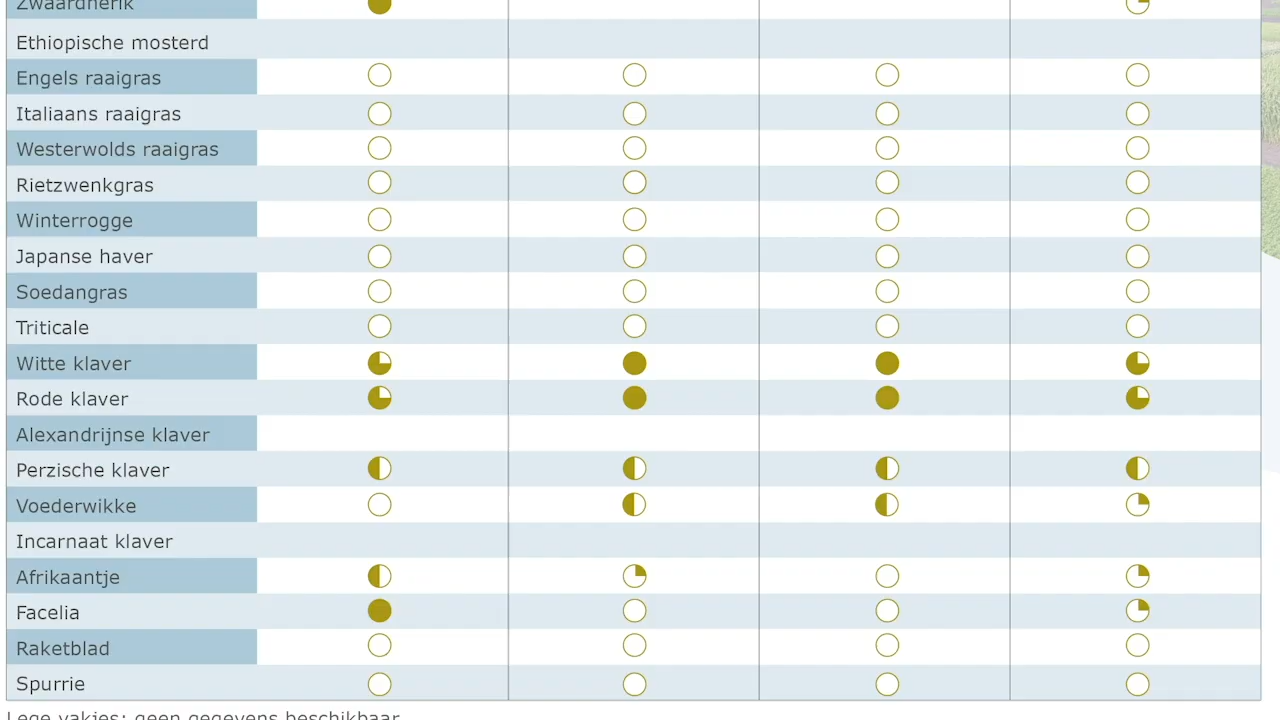 Zwaardherik
Ethiopische mosterd
Engels raaigras
Italiaans raaigras
Westerwolds raaigras
Rietzwenkgras
Winterrogge
Japanse haver
Soedangras
Triticale
Witte klaver
Rode klaver
Alexandrijnse klaver
Perzische klaver
Voederwikke
Incarnaat klaver
Afrikaantje
Facelia
Raketblad
Spurrie
Lege vakjes: geen gegevens beschikbaar